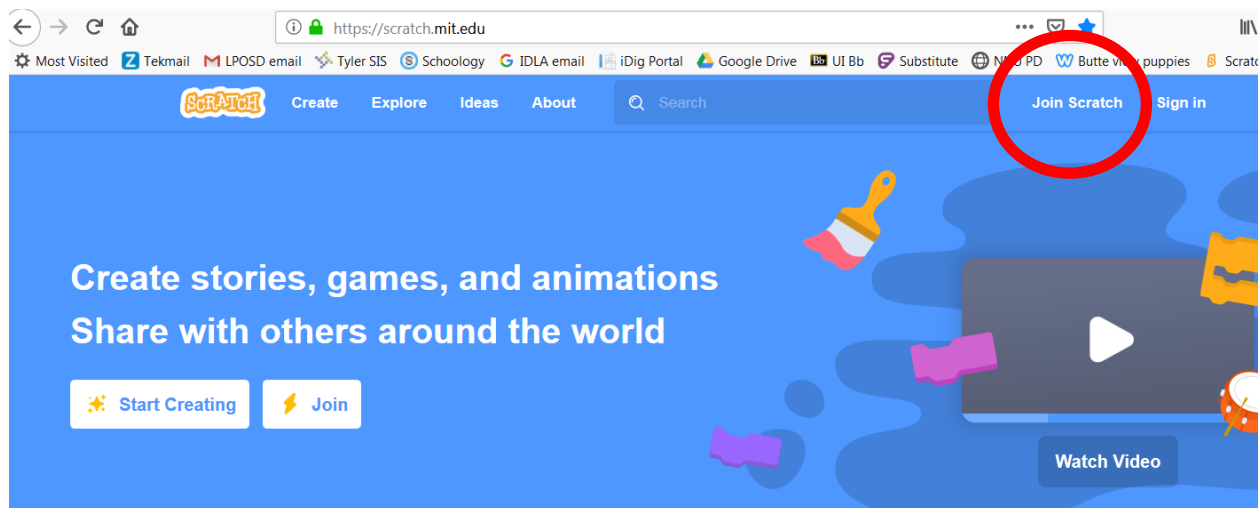 https://scratch.mit.edu
Most Visited Tekmail LPOSD email Tyler SIS Schoology IDLA email iDig Portal Google Drive UI Bb Substitute PD Butte view puppies
SCRATCH Create Explore Ideas About Search Join Scratch Sign in
Create stories, games, and animations
Share with others around the world
Start Creating Join
Watch Video